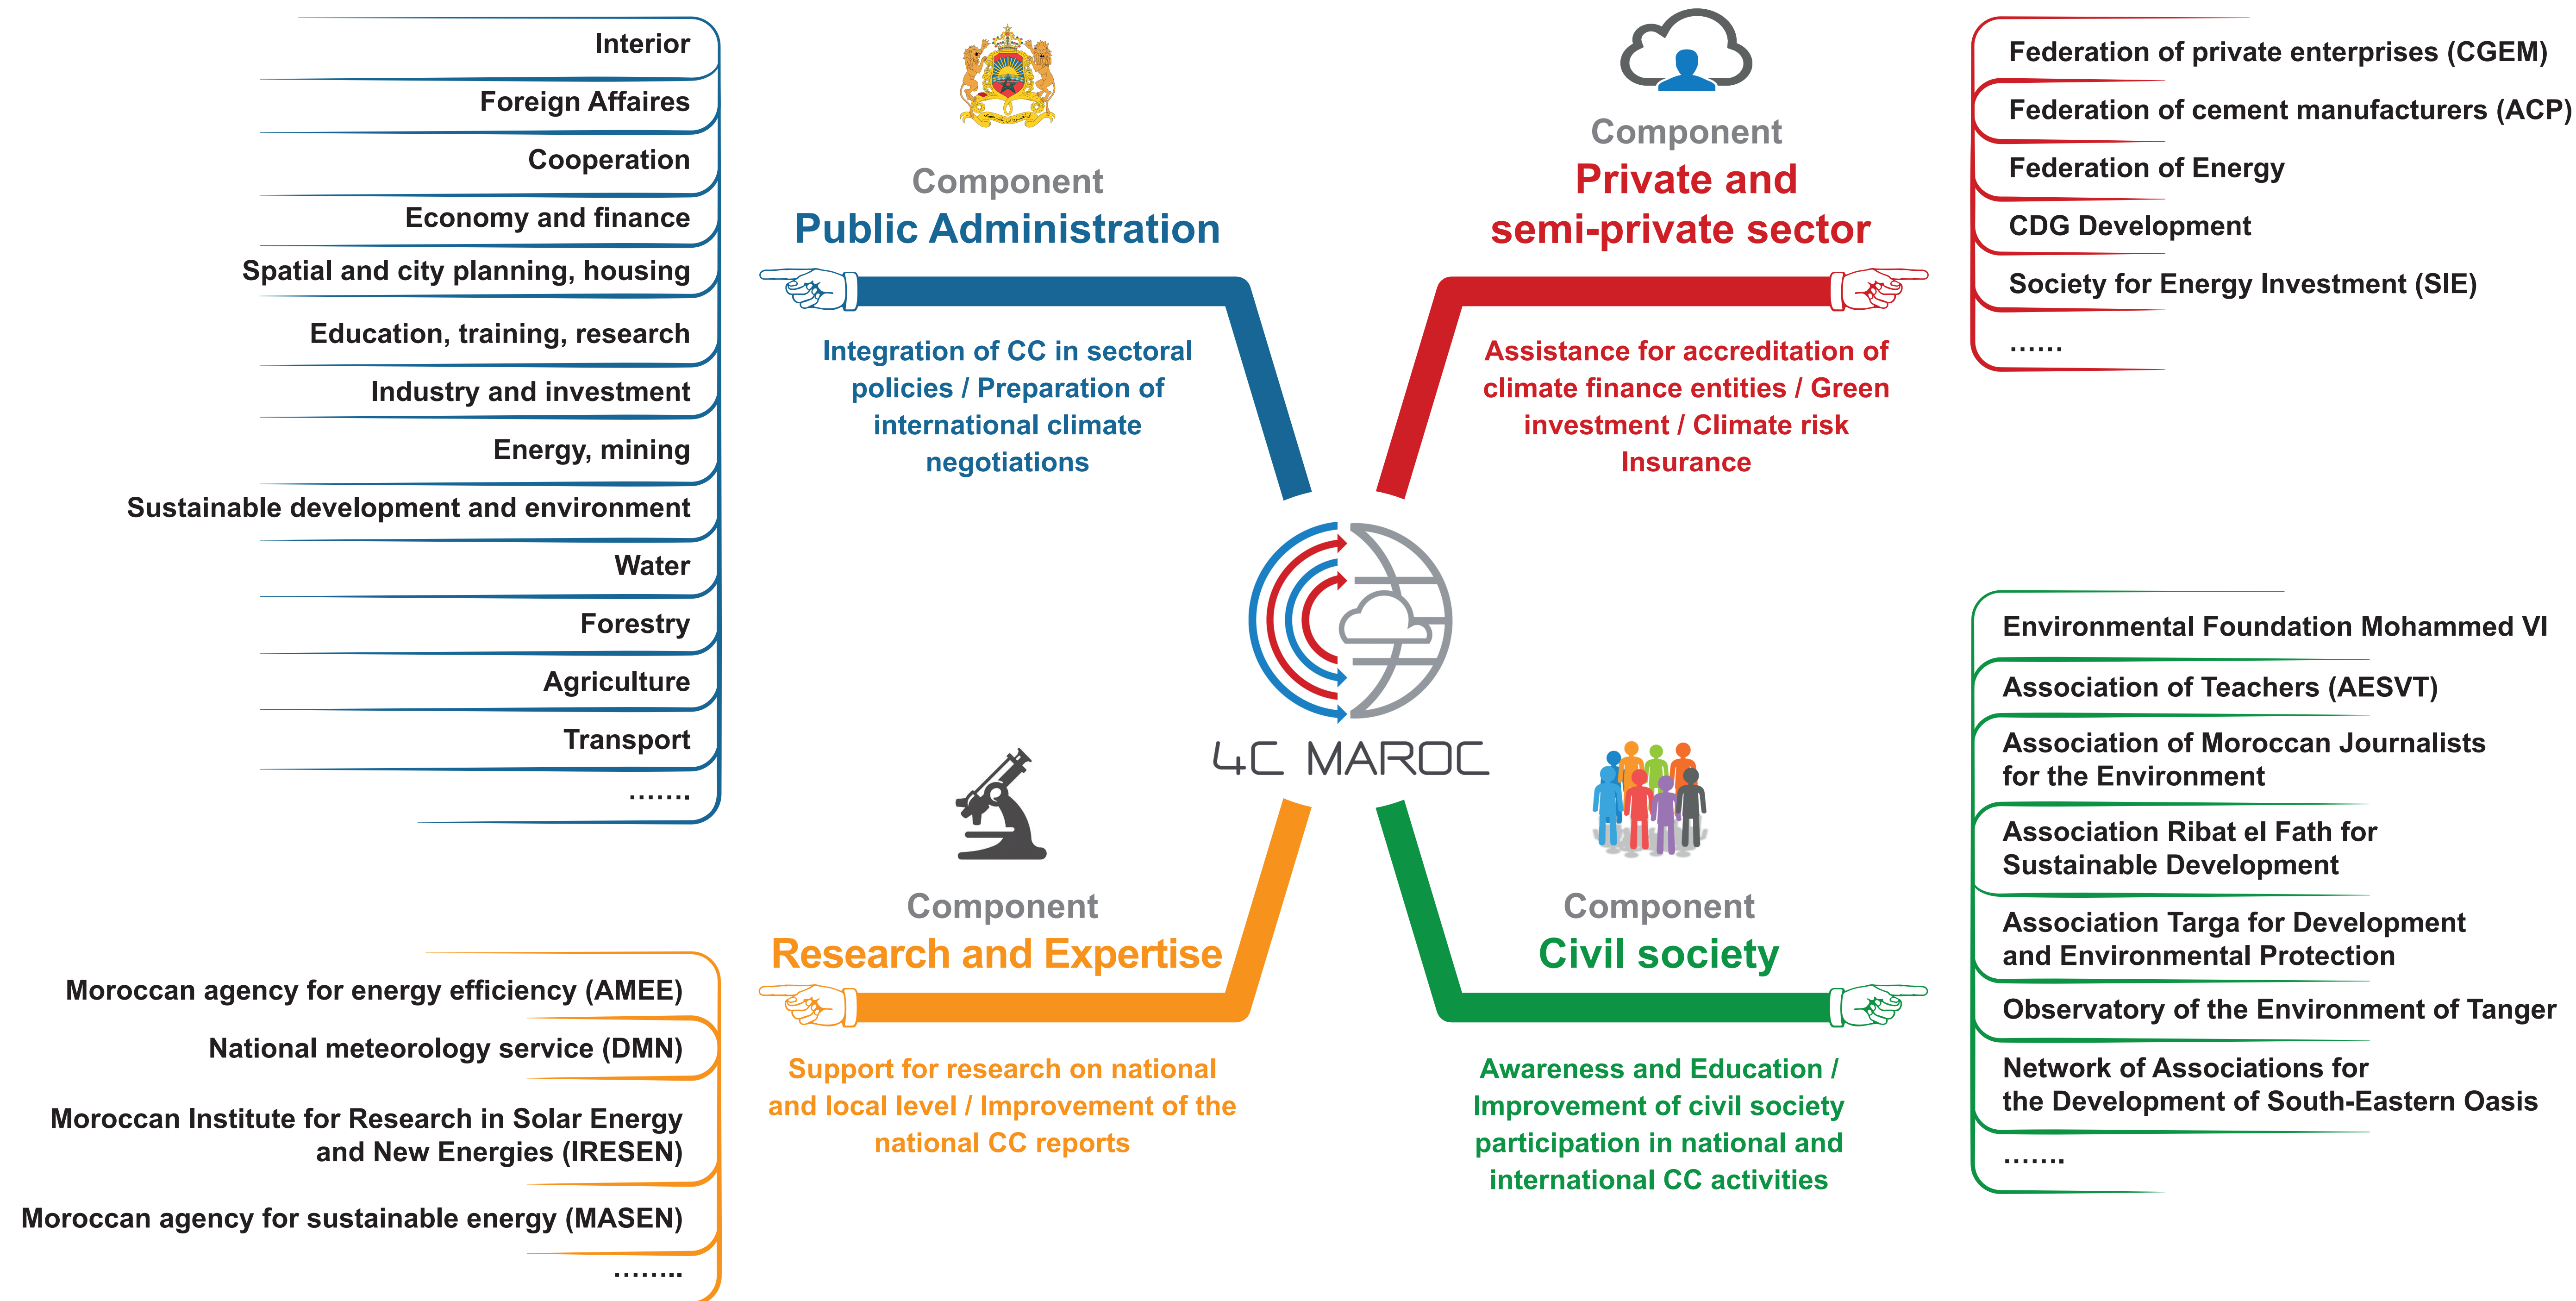 Interior
Foreign Affaires
Cooperation
Economy and finance
Spatial and city planning, housing
Education, training, research
Industry and investment
Energy, mining
Sustainable development and environment
Water
Forestry
Agriculture
Transport
.......
Component
Public Administration
Integration of CC in sectoral
policies / Preparation of
international climate
negotiations
Component
Private and
semi-private sector
Assistance for accreditation of
climate finance entities / Green
investment / Climate risk
Insurance
Federation of private enterprises (CGEM)
Federation of cement manufacturers (ACP)
Federation of Energy
CDG Development
Society for Energy Investment (SIE)
......
4C MAROC
Component
Research and Expertise
Support for research on national
and local level / Improvement of the
national CC reports
Moroccan agency for energy efficiency (AMEE)
National meteorology service (DMN)
Moroccan Institute for Research in Solar Energy
and New Energies (IRESEN)
Moroccan agency for sustainable energy (MASEN)
........
Component
Civil society
Awareness and Education /
Improvement of civil society
participation in national and
international CC activities
Environmental Foundation Mohammed VI
Association of Teachers (AESVT)
Association of Moroccan Journalists
for the Environment
Association Ribat el Fath for
Sustainable Development
Association Targa for Development
and Environmental Protection
Observatory of the Environment of Tanger
Network of Associations for
the Development of South-Eastern Oasis
.......